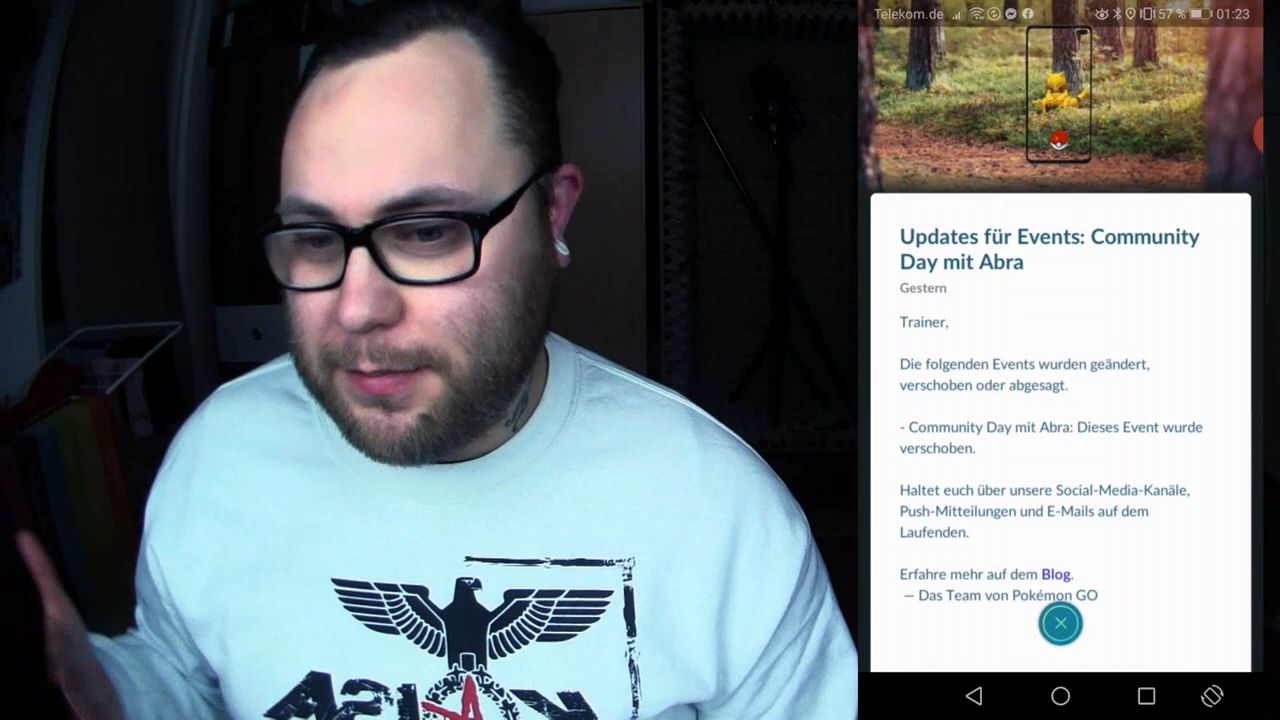 Telekom.de 57 % 01:23
Updates für Events: Community
Day mit Abra
Gestern
Trainer,
Die folgenden Events wurden geändert,
verschoben oder abgesagt.
- Community Day mit Abra: Dieses Event wurde
verschoben.
Haltet euch über unsere Social-Media-Kanäle,
Push-Mitteilungen und E-Mails auf dem
Laufenden.
Erfahre mehr auf dem Blog.
– Das Team von Pokémon GO